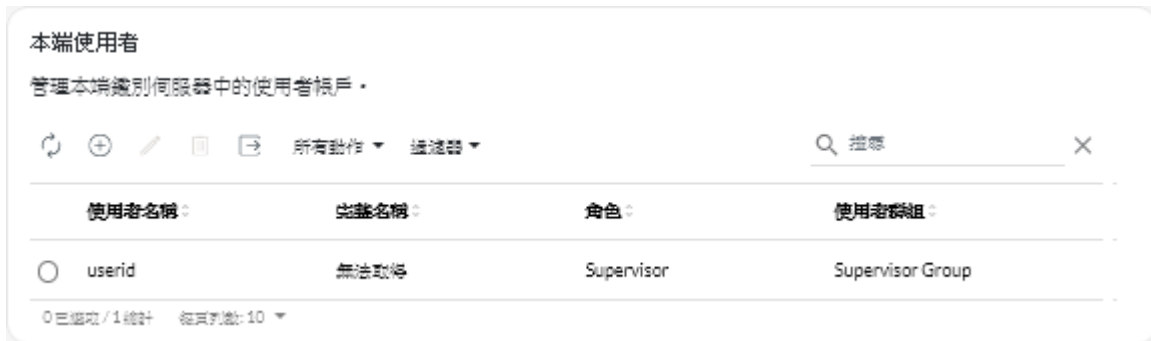 本端使用者
管理本端鑑別伺服器中的使用者帳戶。
所有動作 過濾器 搜尋
使用者名稱 完整名稱 角色 使用者群組
userid 無法取得 Supervisor Supervisor Group
0 已選取 / 1 總計 每頁列數: 10